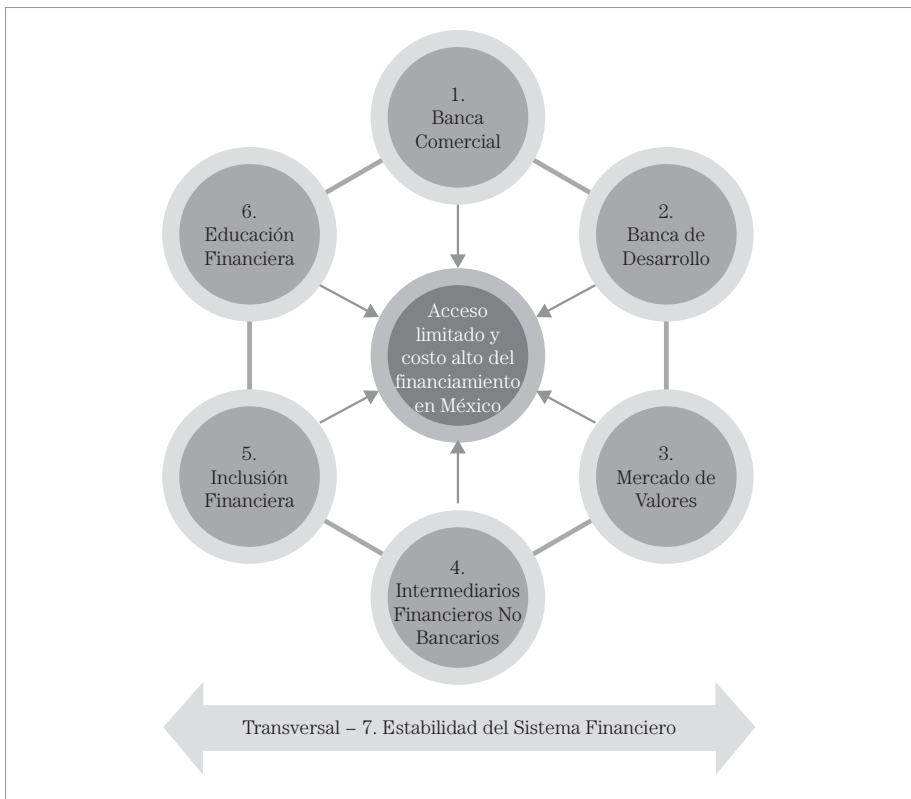 1.
Banca
Comercial
2.
Banca de
Desarrollo
3.
Mercado de
Valores
4.
Intermediarios
Financieros No
Bancarios
5.
Inclusión
Financiera
6.
Educación
Financiera
Acceso
limitado y
costo alto del
financiamiento
en México
Transversal – 7. Estabilidad del Sistema Financiero